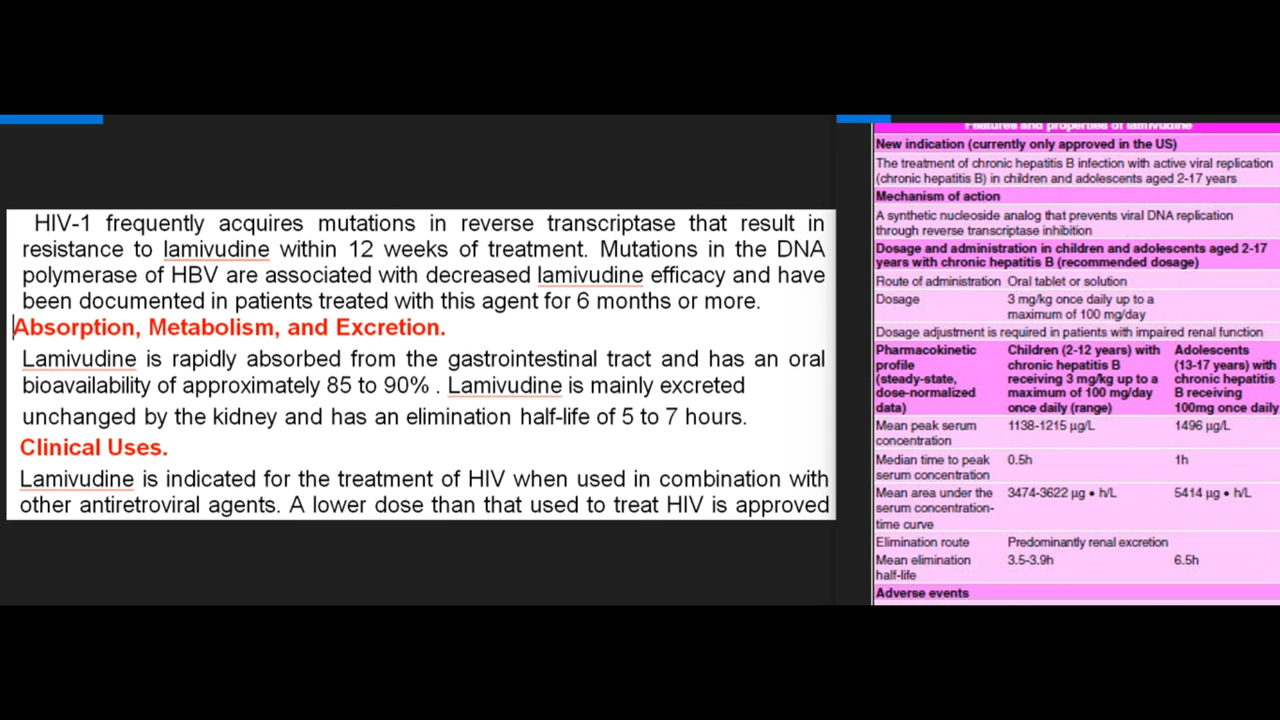 HIV-1 frequently acquires mutations in reverse transcriptase that result in
resistance to lamivudine within 12 weeks of treatment. Mutations in the DNA
polymerase of HBV are associated with decreased lamivudine efficacy and have
been documented in patients treated with this agent for 6 months or more.
Absorption, Metabolism, and Excretion.
Lamivudine is rapidly absorbed from the gastrointestinal tract and has an oral
bioavailability of approximately 85 to 90% . Lamivudine is mainly excreted
unchanged by the kidney and has an elimination half-life of 5 to 7 hours.
Clinical Uses.
Lamivudine is indicated for the treatment of HIV when used in combination with
other antiretroviral agents. A lower dose than that used to treat HIV is approved
Features and properties of lamivudine
New indication (currently only approved in the US)
The treatment of chronic hepatitis B infection with active viral replication
(chronic hepatitis B) in children and adolescents aged 2-17 years
Mechanism of action
A synthetic nucleoside analog that prevents viral DNA replication
through reverse transcriptase inhibition
Dosage and administration in children and adolescents aged 2-17
years with chronic hepatitis B (recommended dosage)
Route of administration Oral tablet or solution
Dosage 3 mg/kg once daily up to a
maximum of 100 mg/day
Dosage adjustment is required in patients with impaired renal function
Pharmacokinetic Children (2-12 years) with Adolescents
profile chronic hepatitis B (13-17 years) with
(steady-state, receiving 3 mg/kg up to a chronic hepatitis
dose-normalized maximum of 100 mg/day B receiving
data) once daily (range) 100mg once daily
Mean peak serum 1138-1215 µg/L 1496 µg/L
concentration
Median time to peak 0.5h 1h
serum concentration
Mean area under the 3474-3622 µg • h/L 5414 µg • h/L
serum concentration-
time curve
Elimination route Predominantly renal excretion
Mean elimination 3.5-3.9h 6.5h
half-life
Adverse events